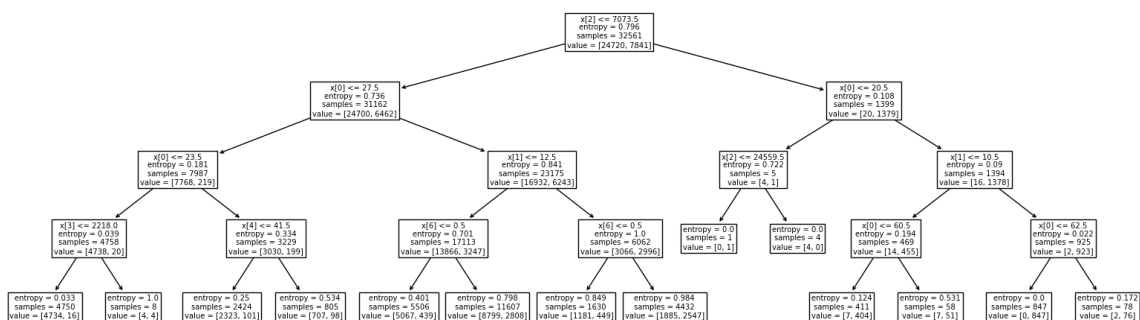 x[2] <= 7073.5
entropy = 0.796
samples = 32561
value = [24720, 7841]
x[0] <= 27.5
entropy = 0.736
samples = 31162
value = [24700, 6462]
x[0] <= 20.5
entropy = 0.108
samples = 1399
value = [20, 1379]
x[0] <= 23.5
entropy = 0.181
samples = 7987
value = [7768, 219]
x[1] <= 12.5
entropy = 0.841
samples = 23175
value = [16932, 6243]
x[2] <= 24559.5
entropy = 0.722
samples = 5
value = [4, 1]
x[1] <= 10.5
entropy = 0.09
samples = 1394
value = [16, 1378]
x[3] <= 2218.0
entropy = 0.039
samples = 4758
value = [4738, 20]
x[4] <= 41.5
entropy = 0.334
samples = 3229
value = [3030, 199]
x[6] <= 0.5
entropy = 0.701
samples = 17113
value = [13866, 3247]
x[6] <= 0.5
entropy = 1.0
samples = 6062
value = [3066, 2996]
entropy = 0.0
samples = 1
value = [0, 1]
entropy = 0.0
samples = 4
value = [4, 0]
x[0] <= 60.5
entropy = 0.194
samples = 469
value = [14, 455]
x[0] <= 62.5
entropy = 0.022
samples = 925
value = [2, 923]
entropy = 0.033
samples = 4750
value = [4734, 16]
entropy = 1.0
samples = 8
value = [4, 4]
entropy = 0.25
samples = 2424
value = [2323, 101]
entropy = 0.534
samples = 805
value = [707, 98]
entropy = 0.401
samples = 5506
value = [5067, 439]
entropy = 0.798
samples = 11607
value = [8799, 2808]
entropy = 0.849
samples = 1630
value = [1181, 449]
entropy = 0.984
samples = 4432
value = [1885, 2547]
entropy = 0.124
samples = 411
value = [7, 404]
entropy = 0.531
samples = 58
value = [7, 51]
entropy = 0.0
samples = 847
value = [0, 847]
entropy = 0.172
samples = 78
value = [2, 76]